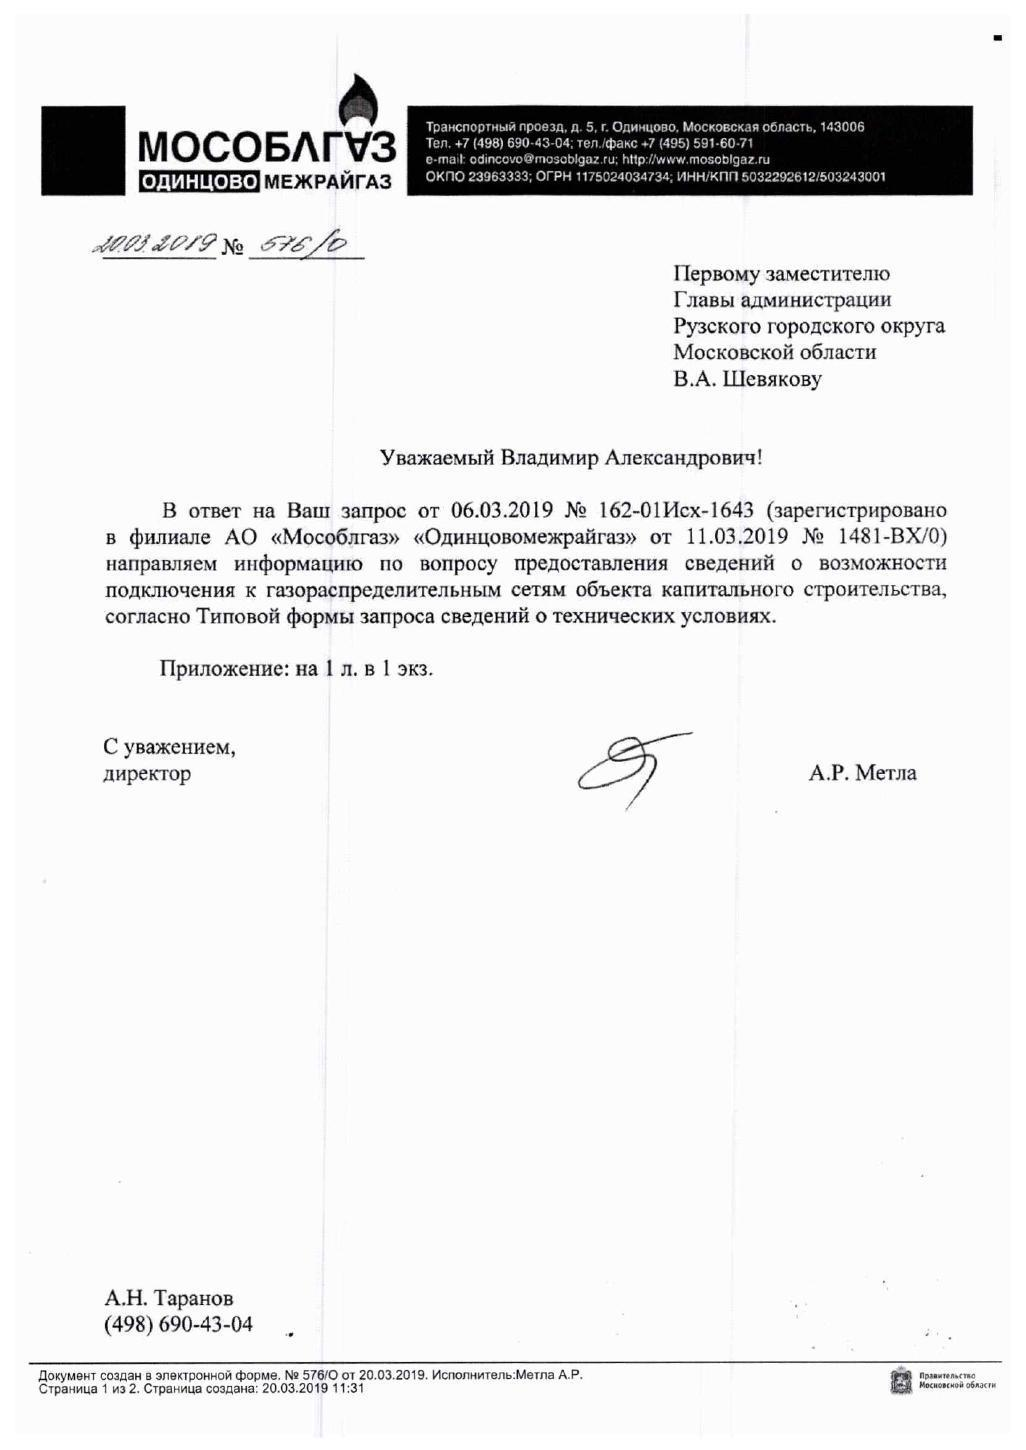 МОСОБЛГАЗ
ОДИНЦОВО МЕЖРАЙГАЗ
Транспортный проезд, д. 5, г. Одинцово, Московская область, 143006
Тел. +7 (498) 690-43-04; тел./факс +7 (495) 591-60-71
e-mail: odincovo@mosoblgaz.ru; http://www.mosoblgaz.ru
ОКПО 23963333; ОГРН 1175024034734; ИНН/КПП 5032292612/503243001
20.03.2019 № 576/О
Первому заместителю
Главы администрации
Рузского городского округа
Московской области
В.А. Шевякову
Уважаемый Владимир Александрович!
В ответ на Ваш запрос от 06.03.2019 № 162-01Исх-1643 (зарегистрировано
в филиале АО «Мособлгаз» «Одинцовомежрайгаз» от 11.03.2019 № 1481-ВХ/0)
направляем информацию по вопросу предоставления сведений о возможности
подключения к газораспределительным сетям объекта капитального строительства,
согласно Типовой формы запроса сведений о технических условиях.
Приложение: на 1 л. в 1 экз.
С уважением,
директор
А.Р. Метла
А.Н. Таранов
(498) 690-43-04
Документ создан в электронной форме. № 576/О от 20.03.2019. Исполнитель:Метла А.Р.
Страница 1 из 2. Страница создана: 20.03.2019 11:31
Правительство
Московской области